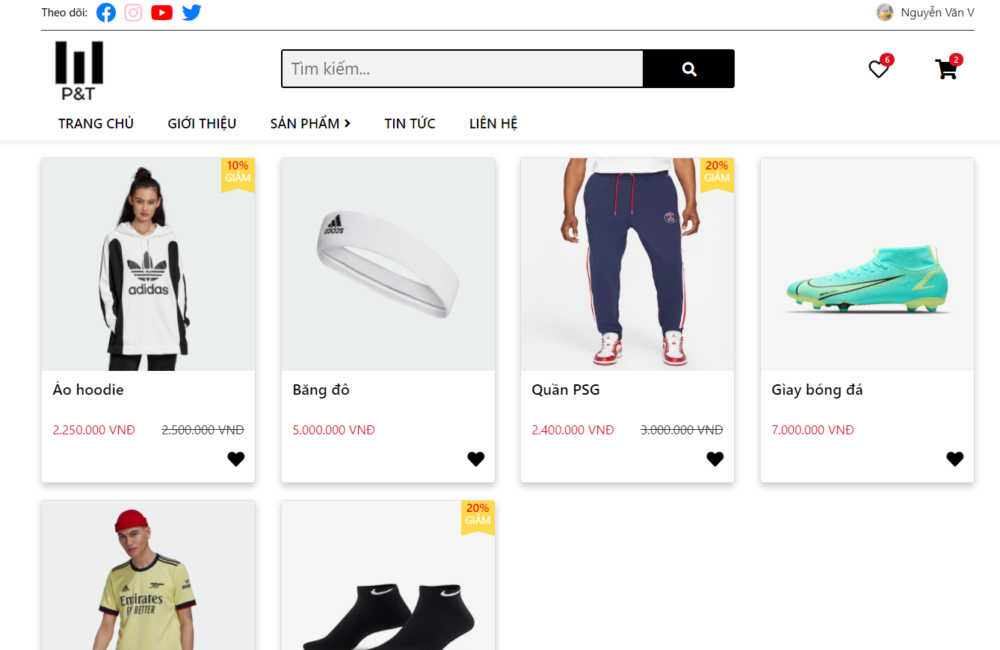 Theo dõi:
Nguyễn Văn V
P&T
Tìm kiếm...
6
2
TRANG CHỦ
GIỚI THIỆU
SẢN PHẨM
TIN TỨC
LIÊN HỆ
10%
GIẢM
adidas
adidas
20%
GIẢM
Áo hoodie
2.250.000 VNĐ
2.500.000 VNĐ
Băng đô
5.000.000 VNĐ
Quần PSG
2.400.000 VNĐ
3.000.000 VNĐ
Gìay bóng đá
7.000.000 VNĐ
Emirates
FLY BETTER
20%
GIẢM